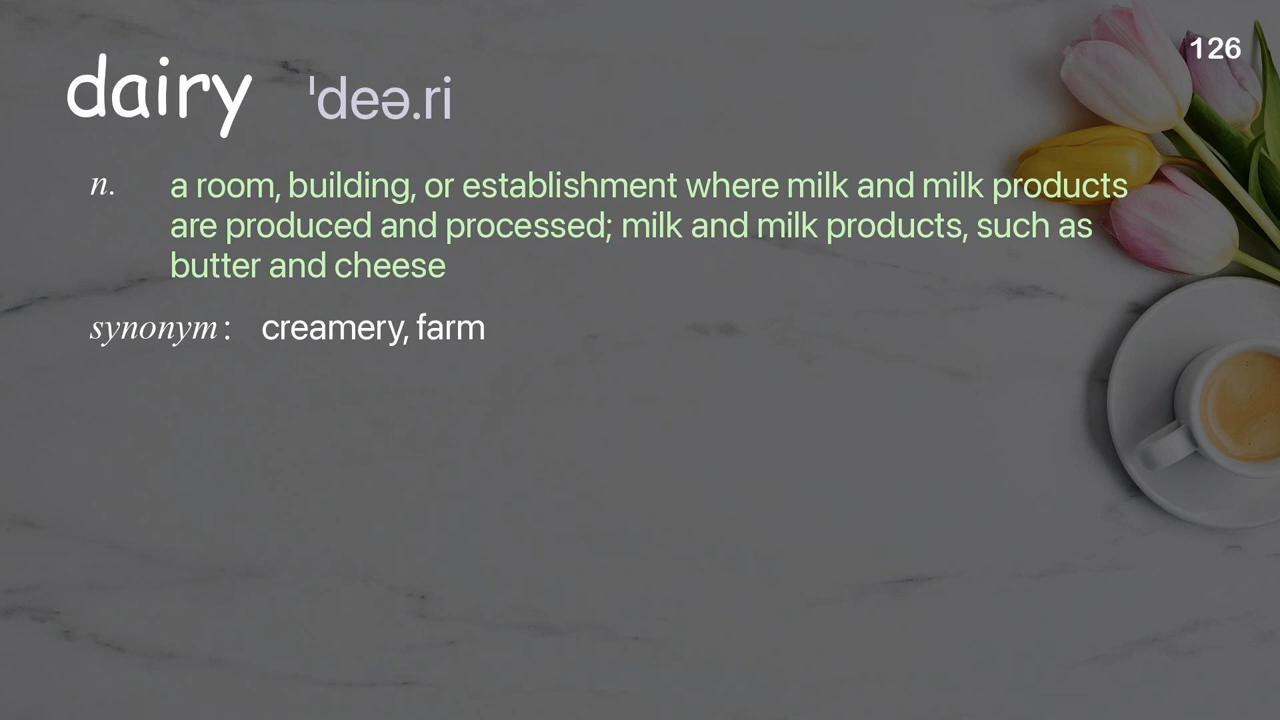 126
dairy ˈdeə.ri
n. a room, building, or establishment where milk and milk products
are produced and processed; milk and milk products, such as
butter and cheese
synonym: creamery, farm